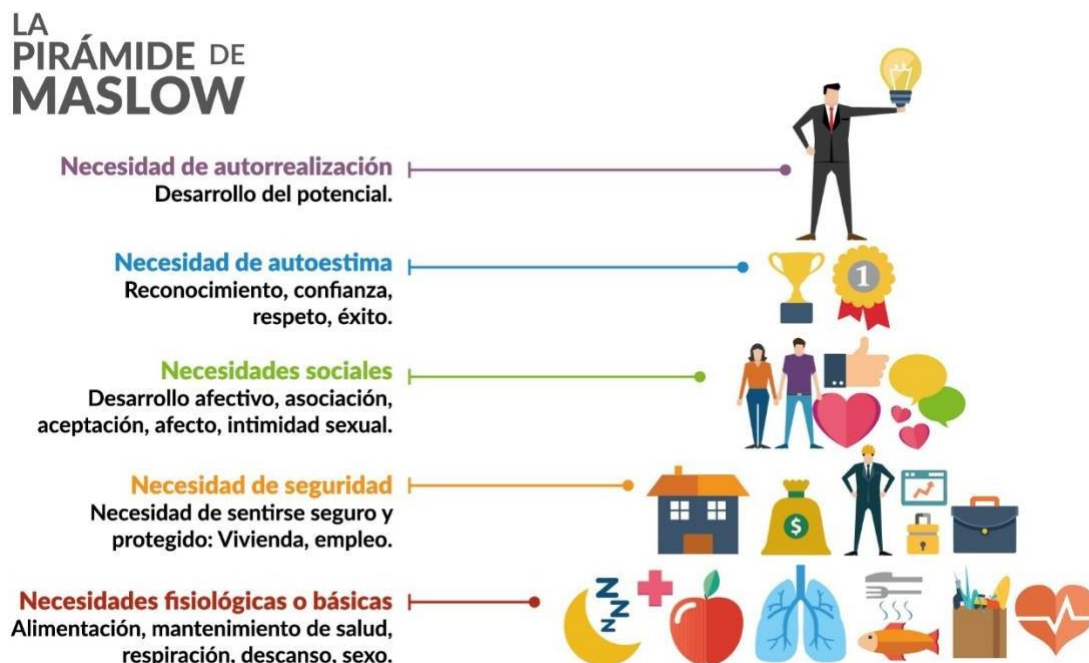 LA
PIRÁMIDE DE
MASLOW
Necesidad de autorrealización
Desarrollo del potencial.
Necesidad de autoestima
Reconocimiento, confianza,
respeto, éxito.
1
Necesidades sociales
Desarrollo afectivo, asociación,
aceptación, afecto, intimidad sexual.
Necesidad de seguridad
Necesidad de sentirse seguro y
protegido: Vivienda, empleo.
$
Necesidades fisiológicas o básicas
Alimentación, mantenimiento de salud,
respiración, descanso, sexo.
N
N
N
z